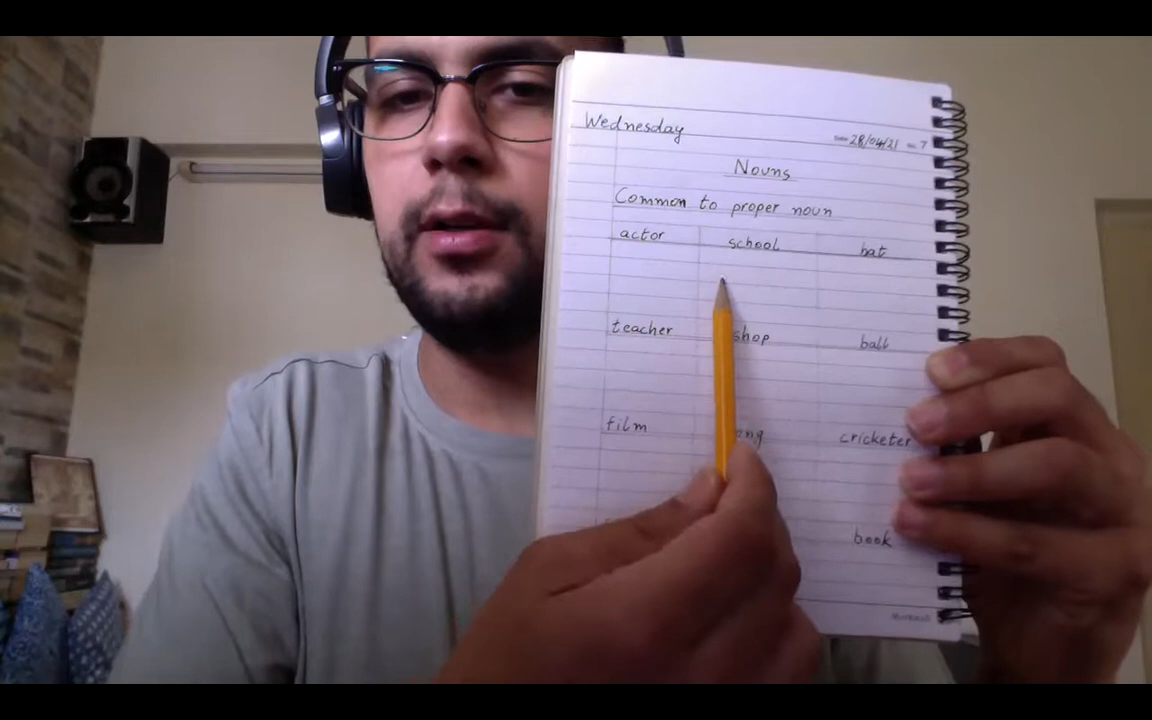 Wednesday
28/04/21 7
Nouns
Common to proper noun
actor school bat
teacher shop ball
film cricketer
book